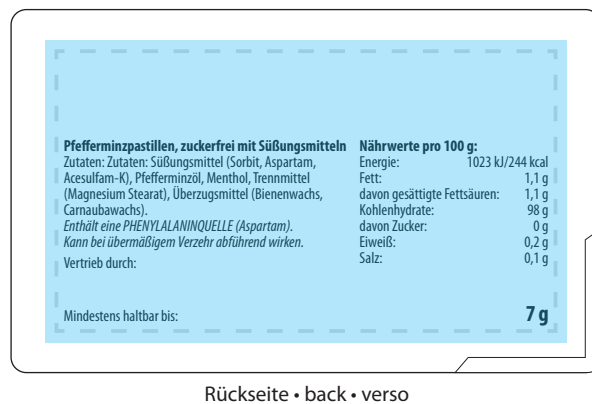 Pfefferminzpastillen, zuckerfrei mit Süßungsmitteln
Zutaten: Zutaten: Süßungsmittel (Sorbit, Aspartam,
Acesulfam-K), Pfefferminzöl, Menthol, Trennmittel
(Magnesium Stearat), Überzugsmittel (Bienenwachs,
Carnaubawachs).
Enthält eine PHENYLALANINQUELLE (Aspartam).
Kann bei übermäßigem Verzehr abführend wirken.
Vertrieb durch:
Mindestens haltbar bis:
Nährwerte pro 100 g:
Energie: 1023 kJ/244 kcal
Fett: 1,1 g
davon gesättigte Fettsäuren: 1,1 g
Kohlenhydrate: 98 g
davon Zucker: 0 g
Eiweiß: 0,2 g
Salz: 0,1 g
7 g
Rückseite • back • verso